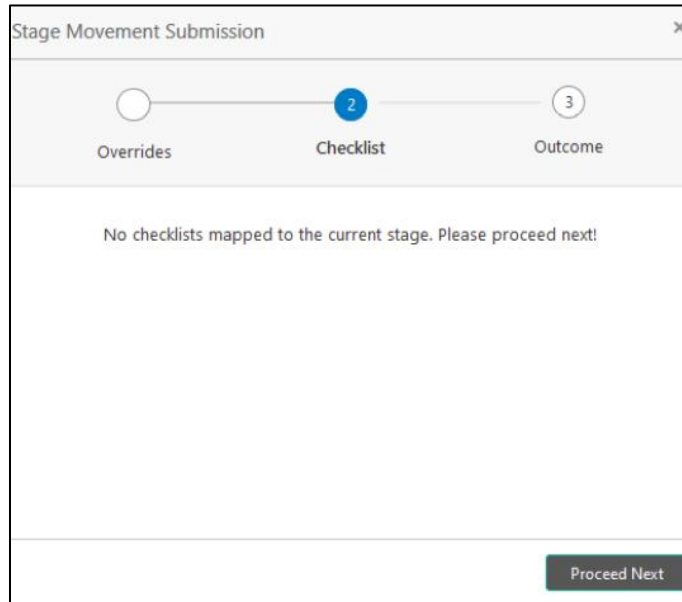 Stage Movement Submission ×
2 3
Overrides Checklist Outcome
No checklists mapped to the current stage. Please proceed next!
Proceed Next